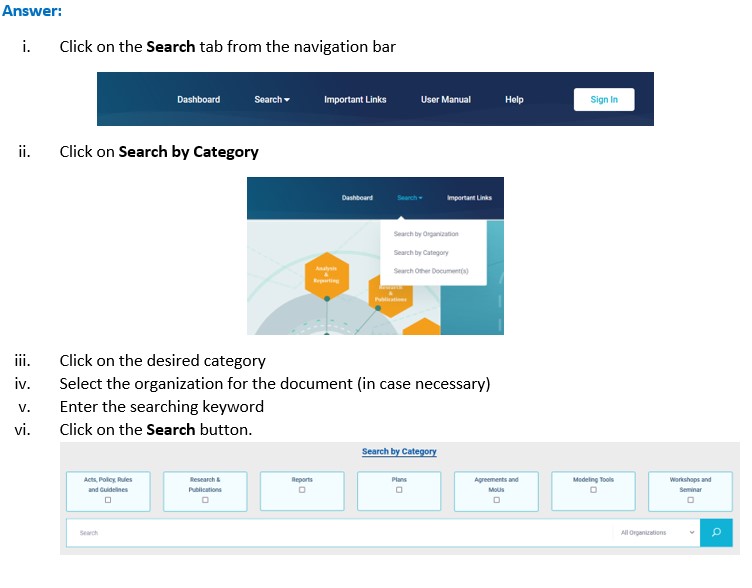 Answer:
i. Click on the Search tab from the navigation bar
Dashboard Search Important Links User Manual Help Sign In
ii. Click on Search by Category
Dashboard Search Important Links
Search by Organization
Search by Category
Search Other Document(s)
Analysis
&
Reporting
Research
&
Publications
iii. Click on the desired category
iv. Select the organization for the document (in case necessary)
v. Enter the searching keyword
vi. Click on the Search button.
Search by Category
Acts, Policy, Rules
and Guidelines
Research &
Publications
Reports
Plans
Agreements and
MoUs
Modeling Tools
Workshops and
Seminar
Search All Organizations